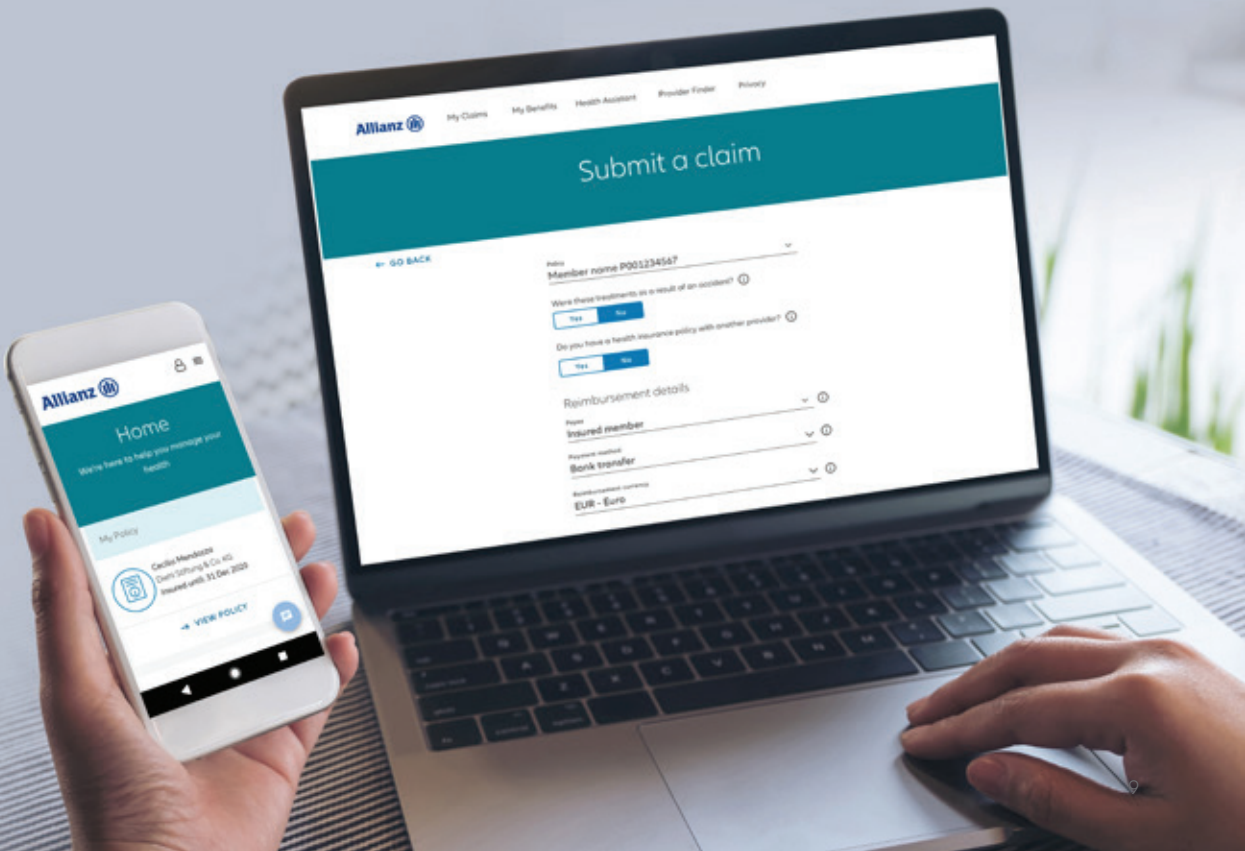 Allianz
My Claims
My Benefits
Health Assistant
Provider Finder
Privacy
Submit a claim
← GO BACK
Policy
Member name P001234567
Were these treatments as a result of an accident?
Yes No
Do you have a health insurance policy with another provider?
Yes No
Reimbursement details
Payee
Insured member
Payment method
Bank transfer
Reimbursement currency
EUR - Euro
Allianz
Home
We're here to help you manage your
health
My Policy
Insured until: 31 Dec 2020
→ VIEW POLICY